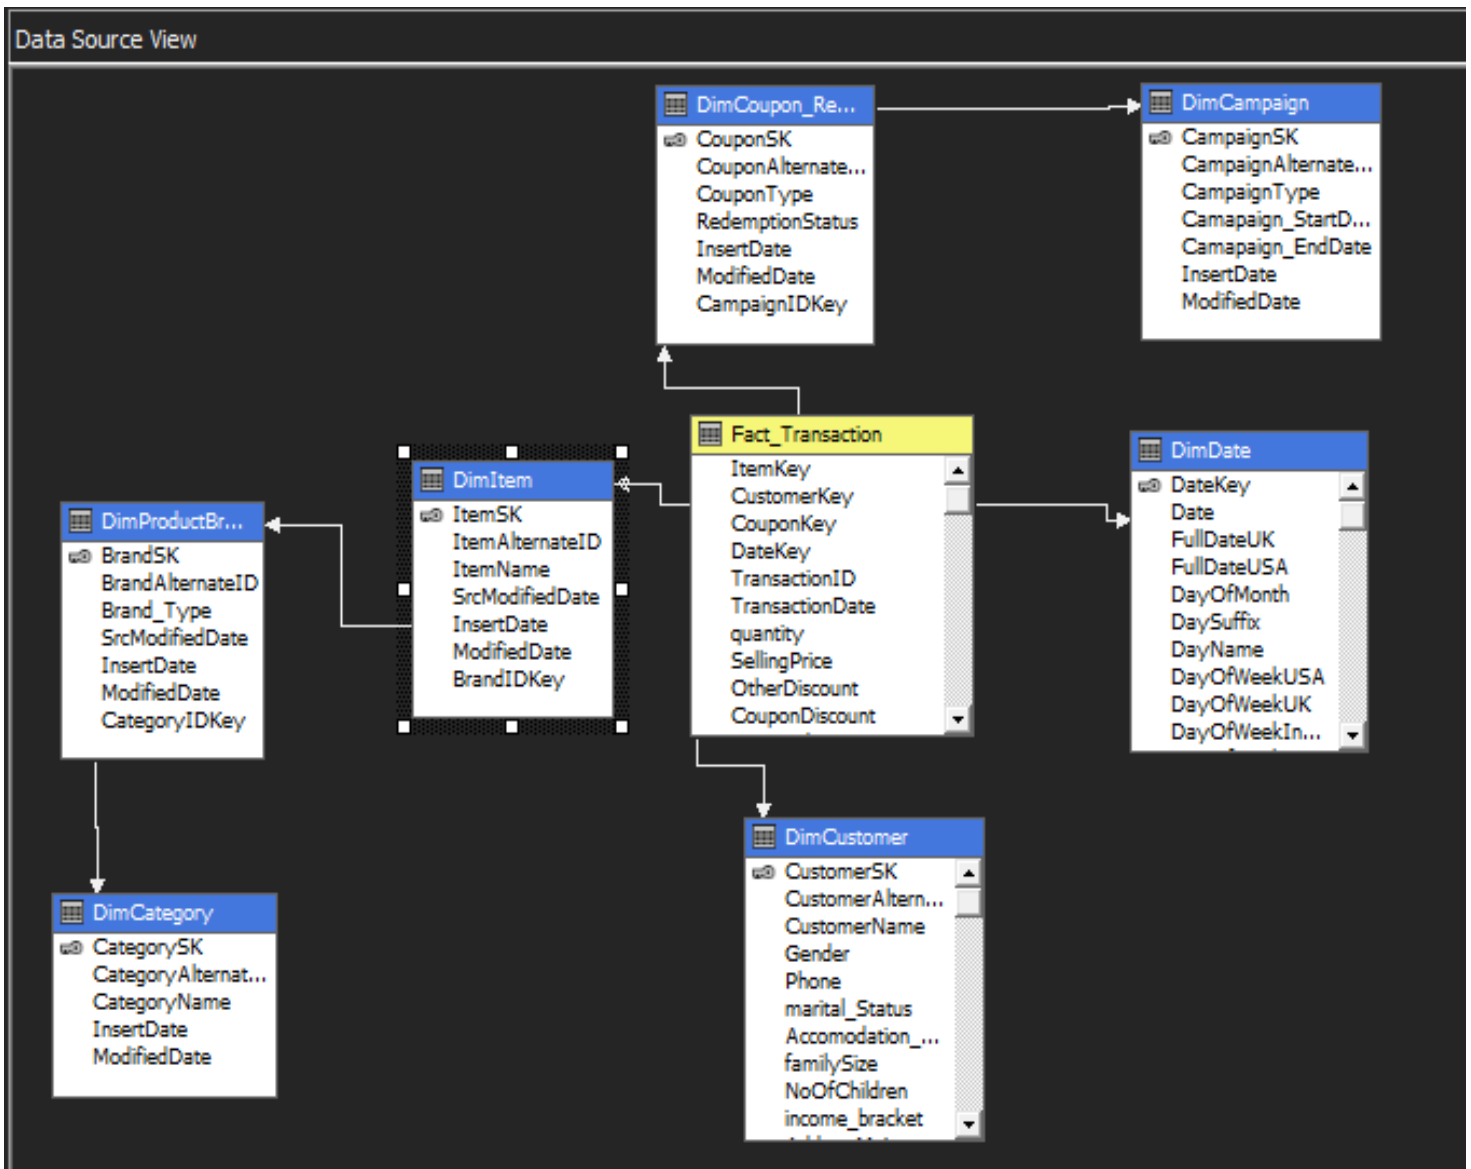 Data Source View
DimCoupon_Re...
CouponSK
CouponAlternate...
CouponType
RedemptionStatus
InsertDate
ModifiedDate
CampaignIDKey
DimCampaign
CampaignSK
CampaignAlternate...
CampaignType
Camapaign_StartD...
Camapaign_EndDate
InsertDate
ModifiedDate
Fact_Transaction
ItemKey
CustomerKey
CouponKey
DateKey
TransactionID
TransactionDate
quantity
SellingPrice
OtherDiscount
CouponDiscount
DimDate
DateKey
Date
FullDateUK
FullDateUSA
DayOfMonth
DaySuffix
DayName
DayOfWeekUSA
DayOfWeekUK
DayOfWeekIn...
DimItem
ItemSK
ItemAlternateID
ItemName
SrcModifiedDate
InsertDate
ModifiedDate
BrandIDKey
DimProductBr...
BrandSK
BrandAlternateID
Brand_Type
SrcModifiedDate
InsertDate
ModifiedDate
CategoryIDKey
DimCustomer
CustomerSK
CustomerAltern...
CustomerName
Gender
Phone
marital_Status
Accomodation_...
familySize
NoOfChildren
income_bracket
DimCategory
CategorySK
CategoryAlternat...
CategoryName
InsertDate
ModifiedDate